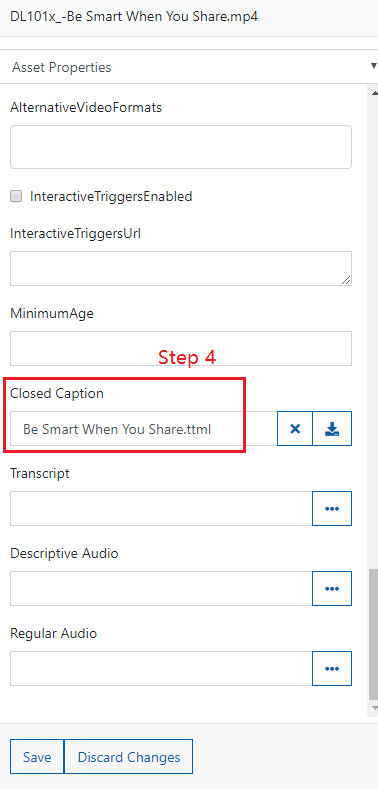 DL101x_-Be Smart When You Share.mp4
Asset Properties
AlternativeVideoFormats
InteractiveTriggersEnabled
InteractiveTriggersUrl
MinimumAge
Step 4
Closed Caption
Be Smart When You Share.ttml
Transcript
Descriptive Audio
Regular Audio
Save Discard Changes